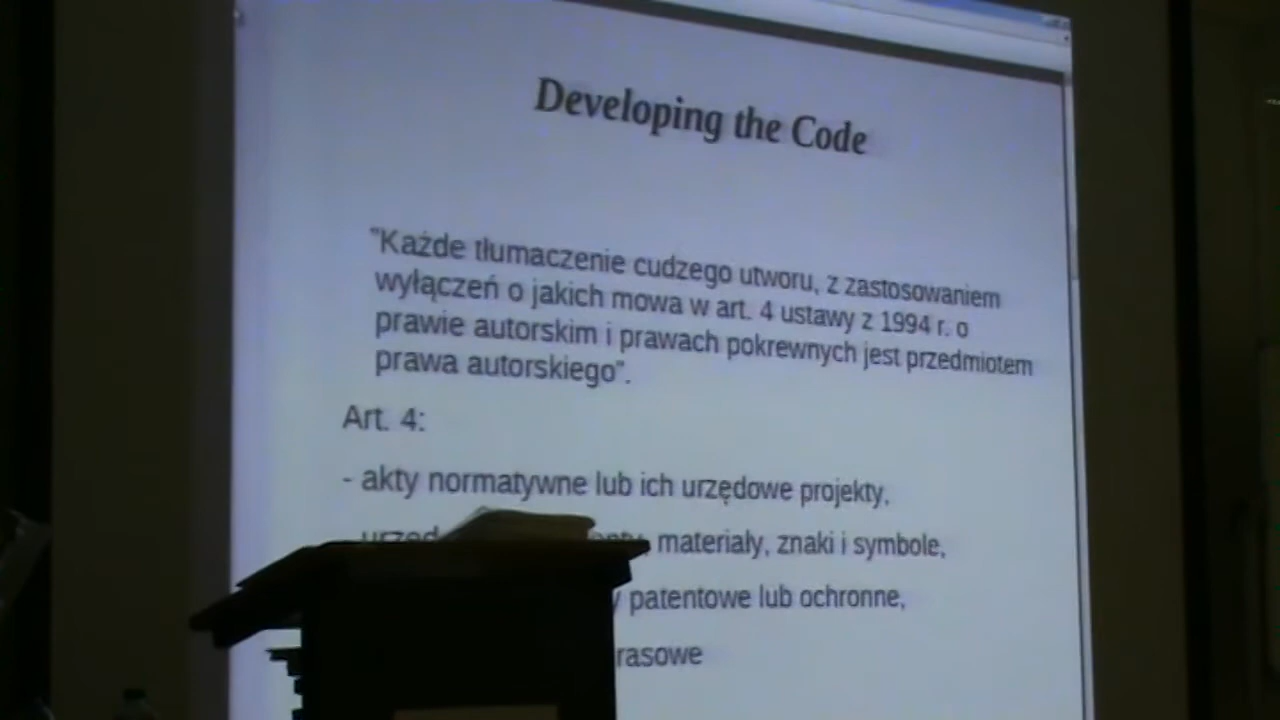 Developing the Code
"Każde tłumaczenie cudzego utworu, z zastosowaniem
wyłączeń o jakich mowa w art. 4 ustawy z 1994 r. o
prawie autorskim i prawach pokrewnych jest przedmiotem
prawa autorskiego".
Art. 4:
- akty normatywne lub ich urzędowe projekty,
materiały, znaki i symbole,
patentowe lub ochronne,